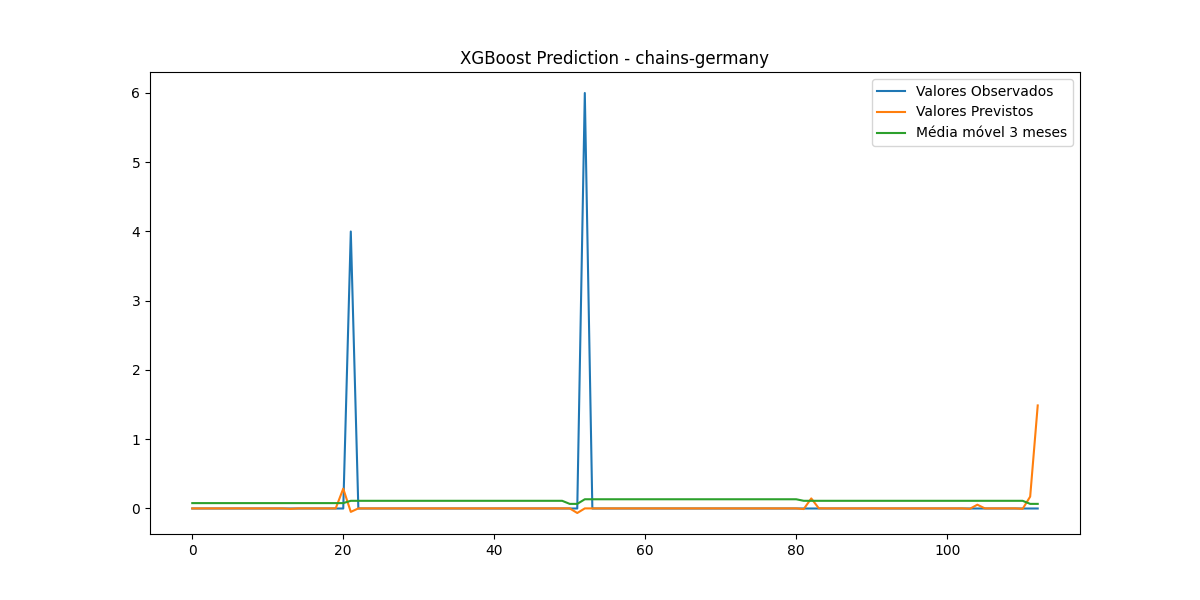 XGBoost Prediction - chains-germany
Valores Observados
Valores Previstos
Média móvel 3 meses
6
5
4
3
2
1
0
0 20 40 60 80 100